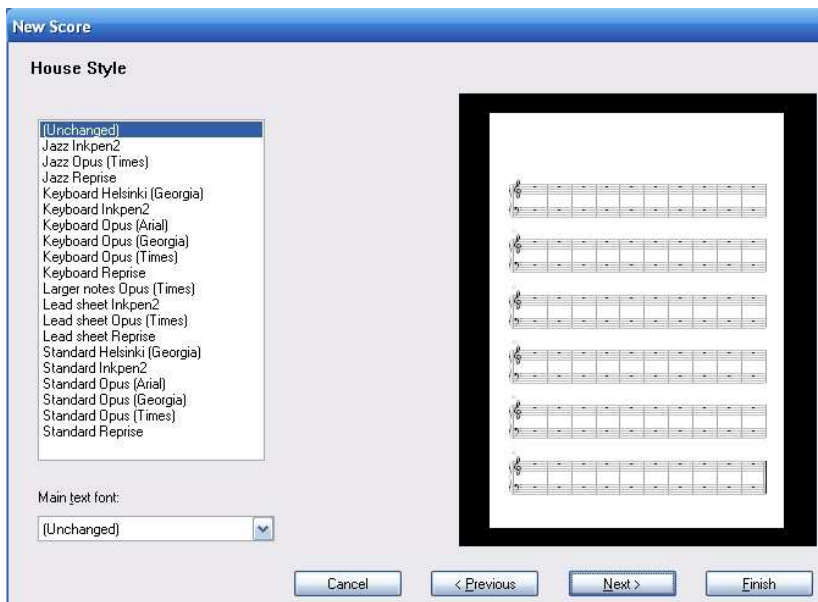 New Score
House Style
(Unchanged)
Jazz Inkpen2
Jazz Opus (Times)
Jazz Reprise
Keyboard Helsinki (Georgia)
Keyboard Inkpen2
Keyboard Opus (Arial)
Keyboard Opus (Georgia)
Keyboard Opus (Times)
Keyboard Reprise
Larger notes Opus (Times)
Lead sheet Inkpen2
Lead sheet Opus (Times)
Lead sheet Reprise
Standard Helsinki (Georgia)
Standard Inkpen2
Standard Opus (Arial)
Standard Opus (Georgia)
Standard Opus (Times)
Standard Reprise
Main text font:
(Unchanged)
Cancel
< Previous
Next >
Finish